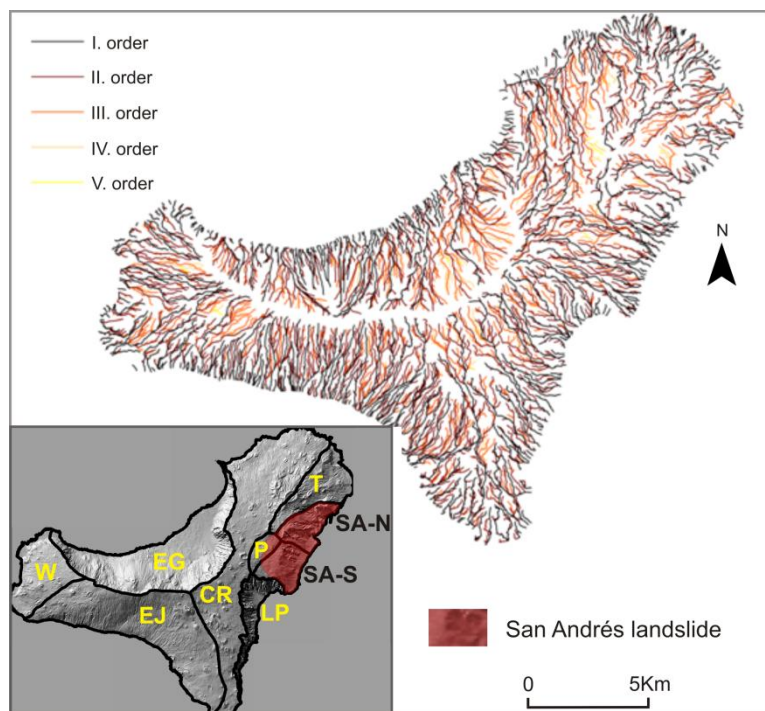 I. order
II. order
III. order
IV. order
V. order
N
T
SA-N
P
W
EG
SA-S
CR
EJ
LP
San Andrés landslide
0 5Km